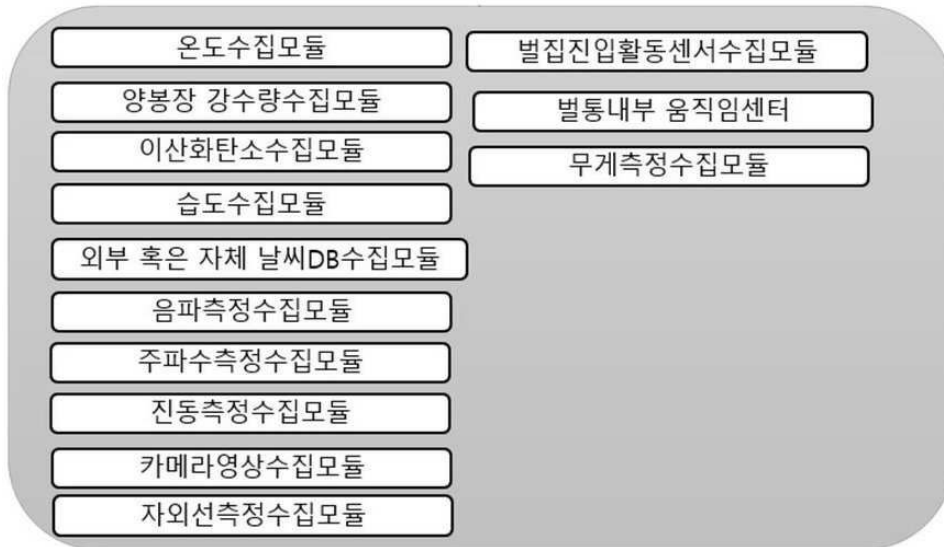 온도수집모듈
양봉장 강수량수집모듈
이산화탄소수집모듈
습도수집모듈
외부 혹은 자체 날씨DB수집모듈
음파측정수집모듈
주파수측정수집모듈
진동측정수집모듈
카메라영상수집모듈
자외선측정수집모듈
벌집진입활동센서수집모듈
벌통내부 움직임센터
무게측정수집모듈